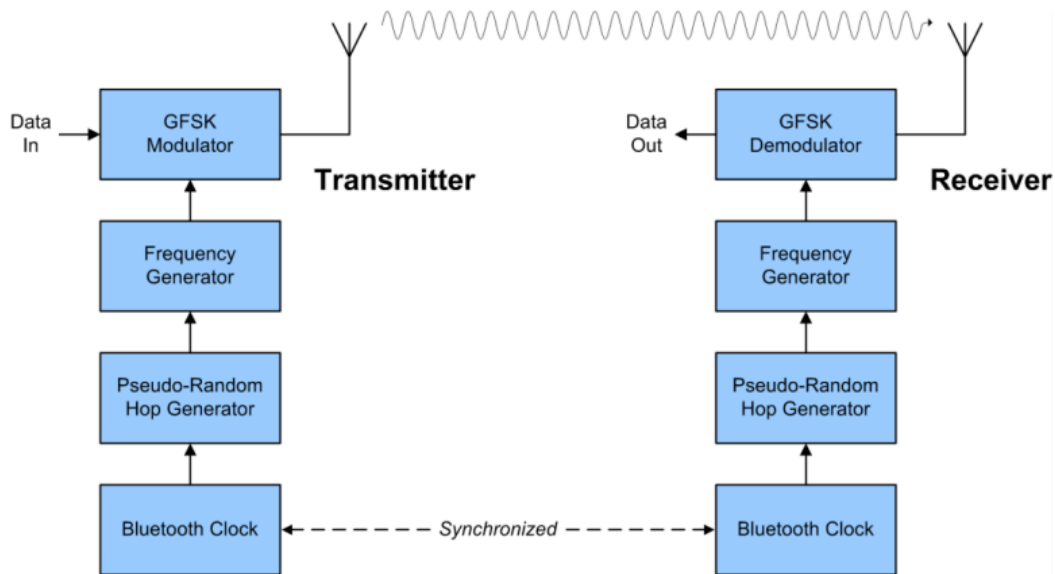 Data
In
GFSK
Modulator
Transmitter
Frequency
Generator
Pseudo-Random
Hop Generator
Bluetooth Clock
Synchronized
Data
Out
GFSK
Demodulator
Receiver
Frequency
Generator
Pseudo-Random
Hop Generator
Bluetooth Clock